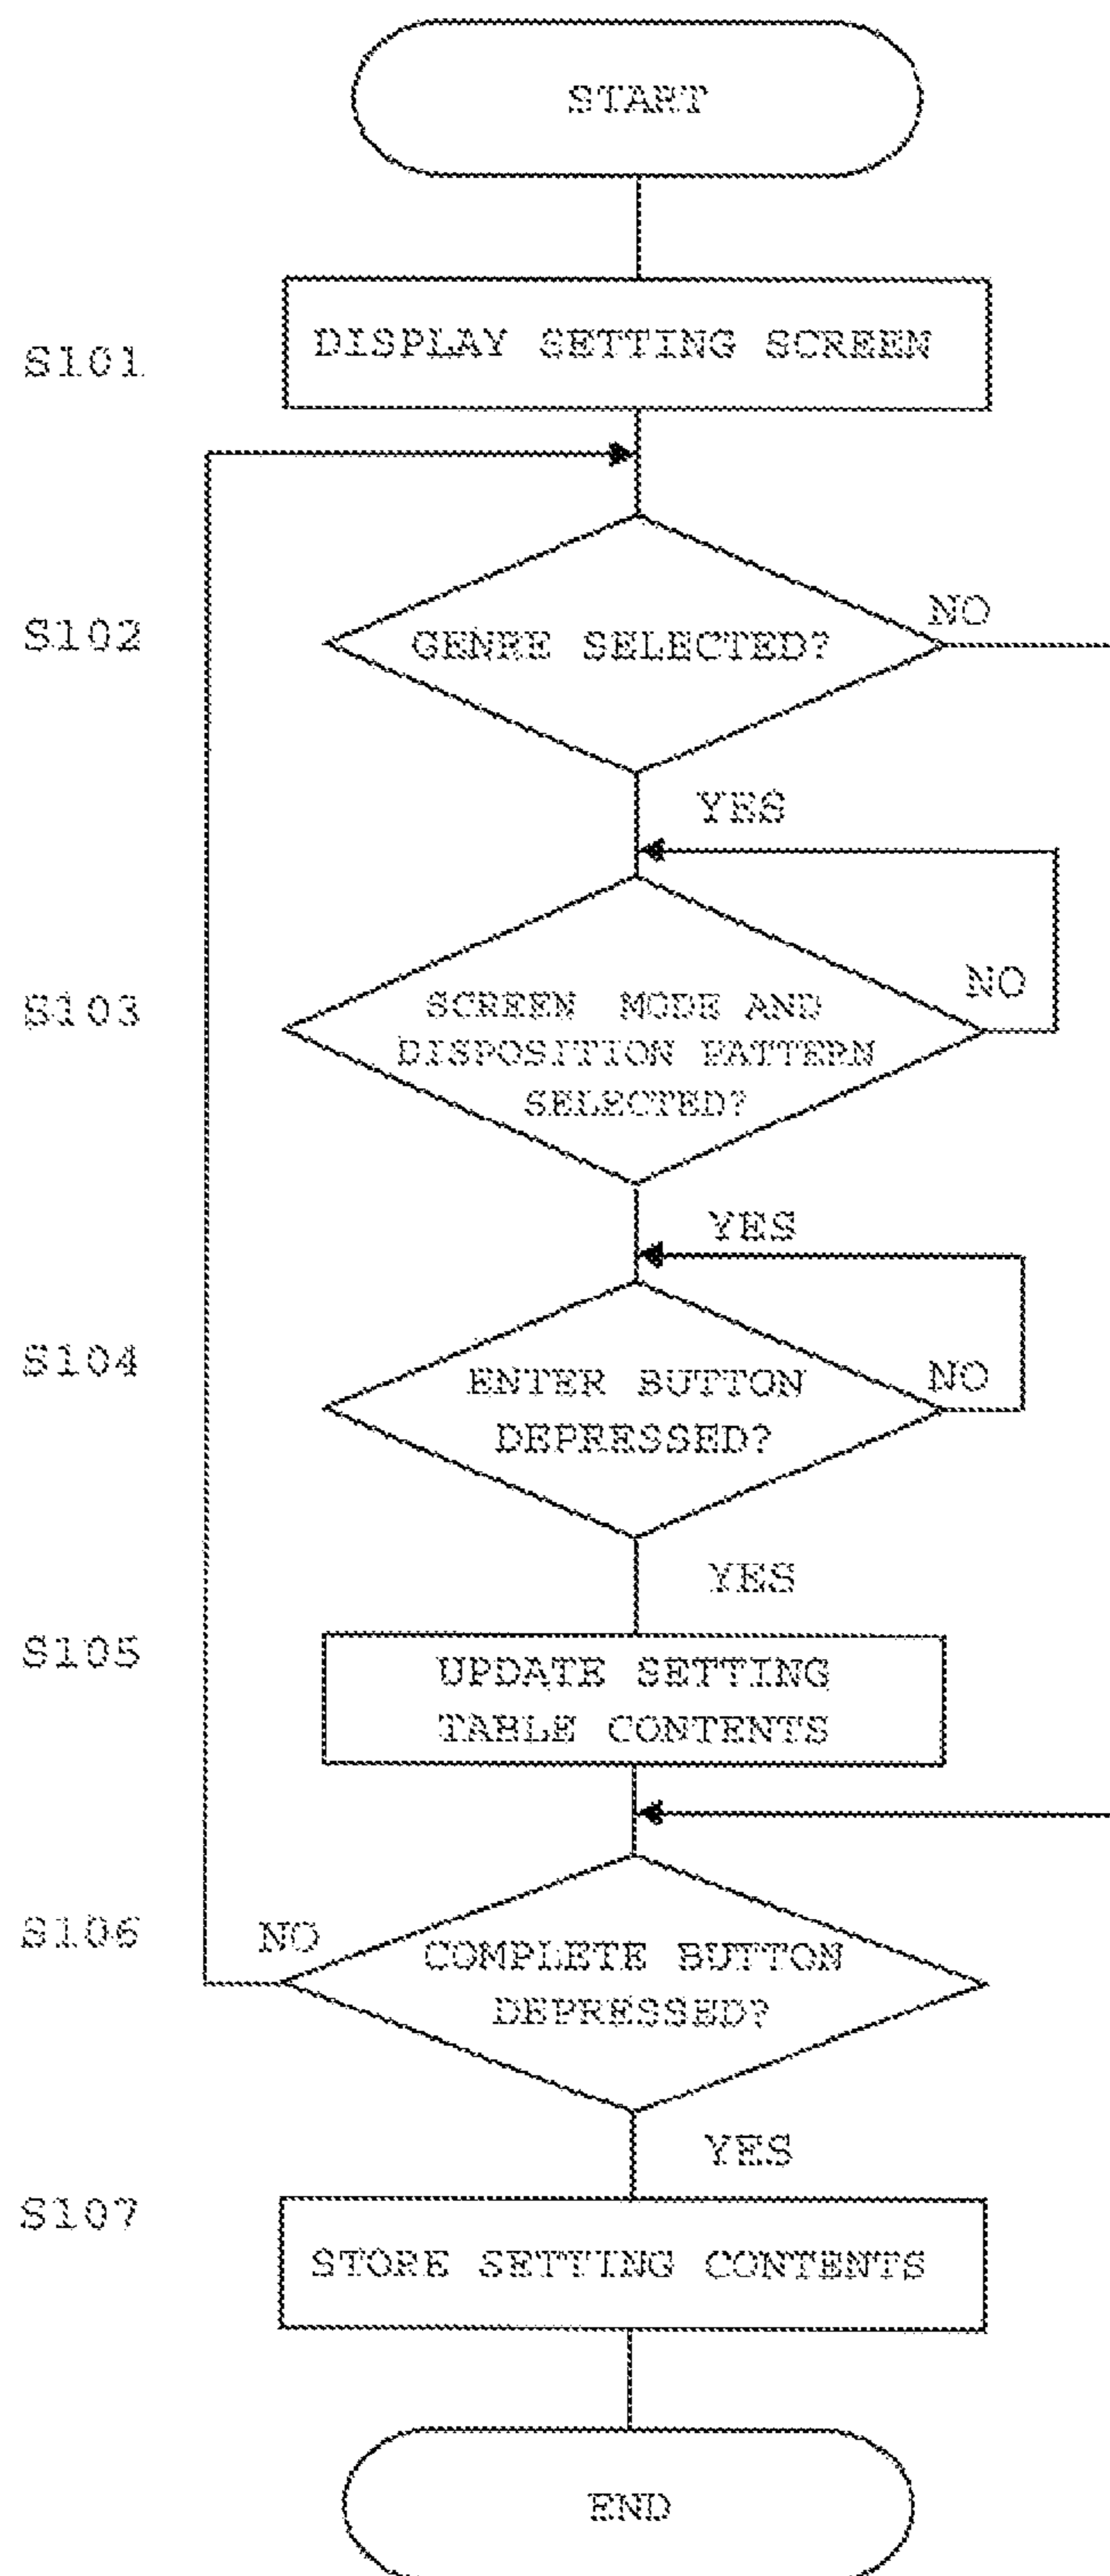 START
S101
DISPLAY SETTING SCREEN
S102
GENRE SELECTED?
NO
YES
S103
SCREEN MODE AND
DISPOSITION PATTERN
SELECTED?
NO
YES
S104
ENTER BUTTON
DEPRESSED?
NO
YES
S105
UPDATE SETTING
TABLE CONTENTS
S106
NO
COMPLETE BUTTON
DEPRESSED?
YES
S107
STORE SETTING CONTENTS
END